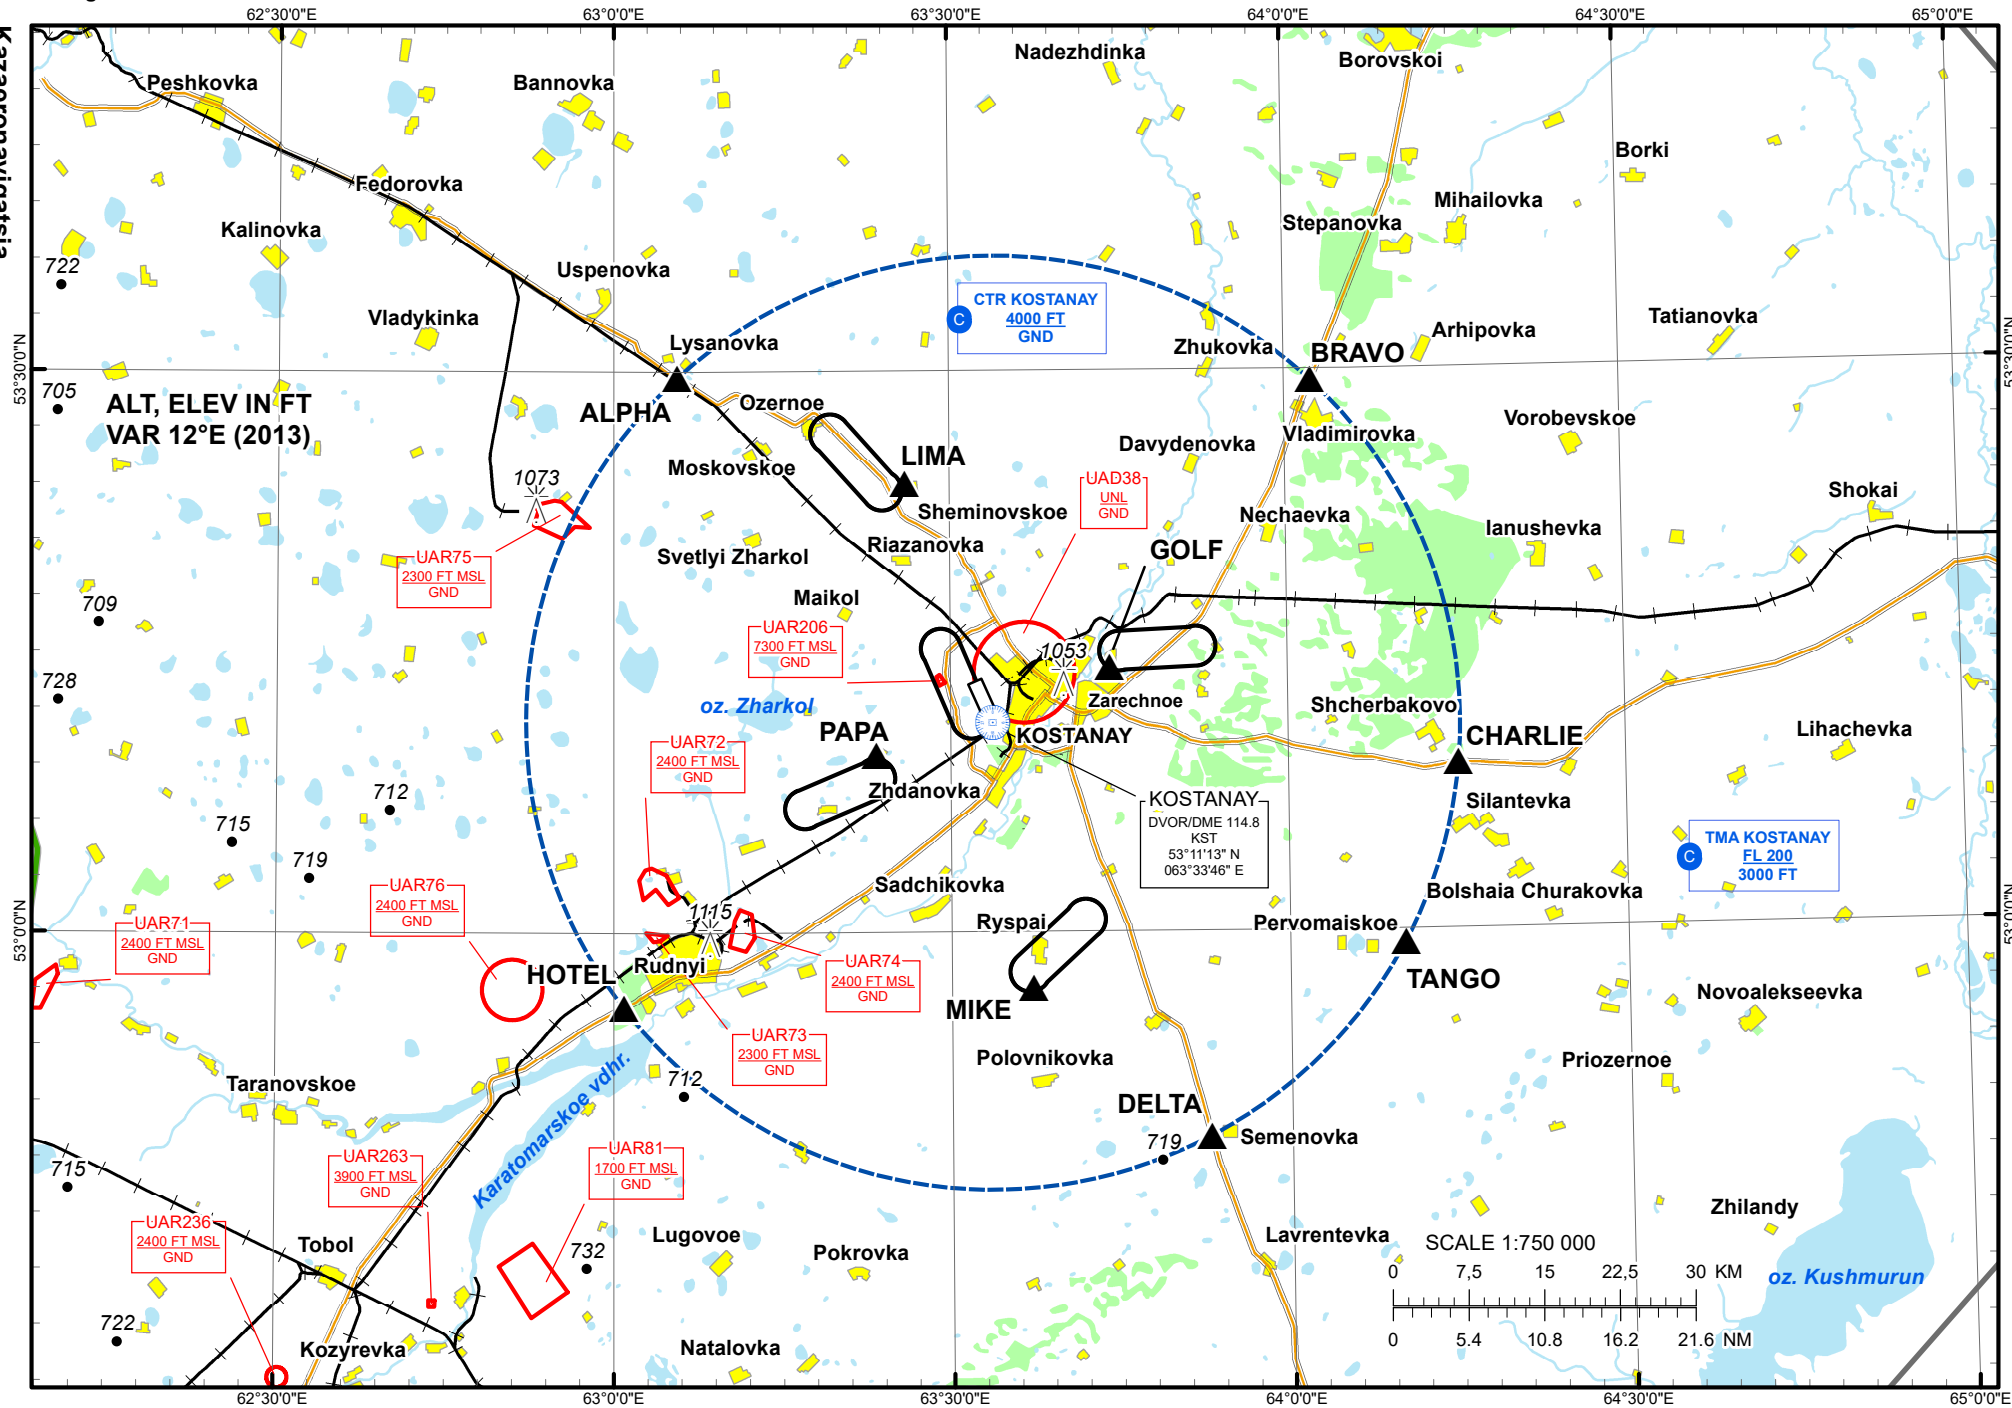 62°30'0"E
63°0'0"E
63°30'0"E
64°0'0"E
64°30'0"E
65°0'0"E
Nadezhdinka
Borovskoi
Peshkovka
Bannovka
Borki
Fedorovka
Mihailovka
Kalinovka
Stepanovka
722
Uspenovka
CTR KOSTANAY
C
4000 FT
GND
Vladykinka
Lysanovka
Zhukovka
BRAVO
Arhipovka
Tatianovka
53°30'0"N
53°30'0"N
705
ALT, ELEV IN FT
VAR 12°E (2013)
ALPHA
Ozernoe
Vladimirovka
Vorobevskoe
Davydenovka
Moskovskoe
LIMA
1073
UAD38
UNL
GND
Shokai
Sheminovskoe
Nechaevka
Ianushevka
UAR75
2300 FT MSL
GND
Svetlyi Zharkol
Riazanovka
GOLF
709
Maikol
UAR206
7300 FT MSL
GND
1053
728
oz. Zharkol
Zarechnoe
Shcherbakovo
CHARLIE
Lihachevka
PAPA
KOSTANAY
UAR72
2400 FT MSL
GND
Zhdanovka
KOSTANAY
DVOR/DME 114.8
KST
53°11'13" N
063°33'46" E
Silantevka
712
715
719
TMA KOSTANAY
C
FL 200
3000 FT
UAR76
2400 FT MSL
GND
Sadchikovka
Bolshaia Churakovka
UAR71
2400 FT MSL
GND
1115
Ryspai
Pervomaiskoe
53°0'0"N
53°0'0"N
HOTEL
Rudnyi
UAR74
2400 FT MSL
GND
TANGO
MIKE
Novoalekseevka
UAR73
2300 FT MSL
GND
Polovnikovka
Priozernoe
Taranovskoe
Karatomarskoe vdhr.
712
DELTA
719
Semenovka
715
UAR263
3900 FT MSL
GND
UAR81
1700 FT MSL
GND
UAR236
2400 FT MSL
GND
Tobol
732
Lugovoe
Pokrovka
Lavrentevka
Zhilandy
SCALE 1:750 000
0 7,5 15 22,5 30 KM
0 5.4 10.8 16.2 21.6 NM
oz. Kushmurun
722
Kozyrevka
Natalovka
62°30'0"E
63°0'0"E
63°30'0"E
64°0'0"E
64°30'0"E
65°0'0"E